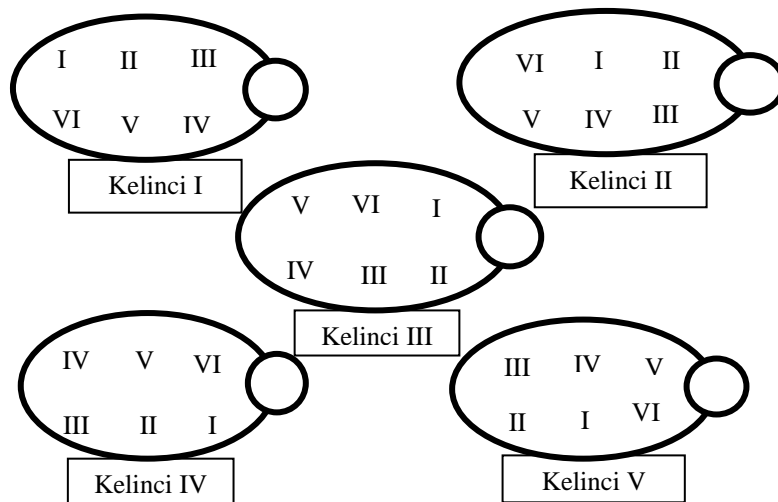 I II III
VI V IV
Kelinci I
VI I II
V IV III
Kelinci II
V VI I
IV III II
Kelinci III
IV V VI
III II I
Kelinci IV
III IV V
II I VI
Kelinci V